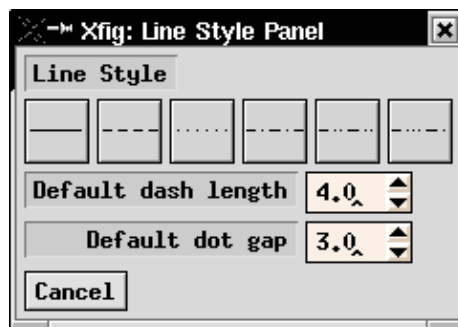 Xfig: Line Style Panel
Line Style
Default dash length 4.0
Default dot gap 3.0
Cancel